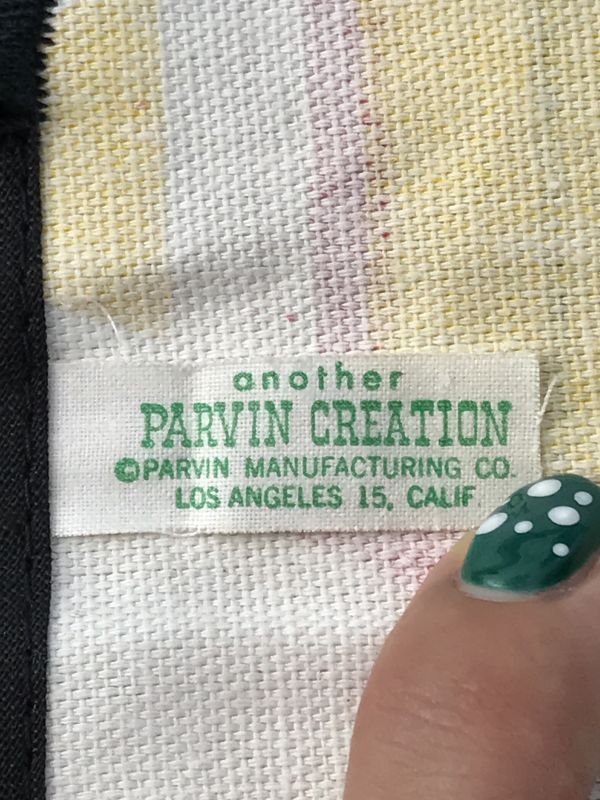 another
PARVIN CREATION
©PARVIN MANUFACTURING CO.
LOS ANGELES 15, CALIF